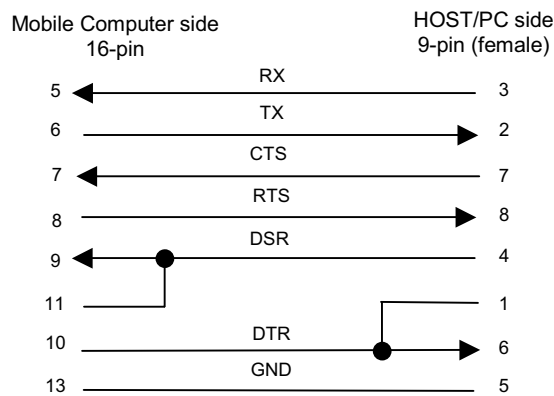 Mobile Computer side
16-pin
HOST/PC side
9-pin (female)
5 RX 3
6 TX 2
7 CTS 7
8 RTS 8
9 DSR 4
11 1
10 DTR 6
13 GND 5